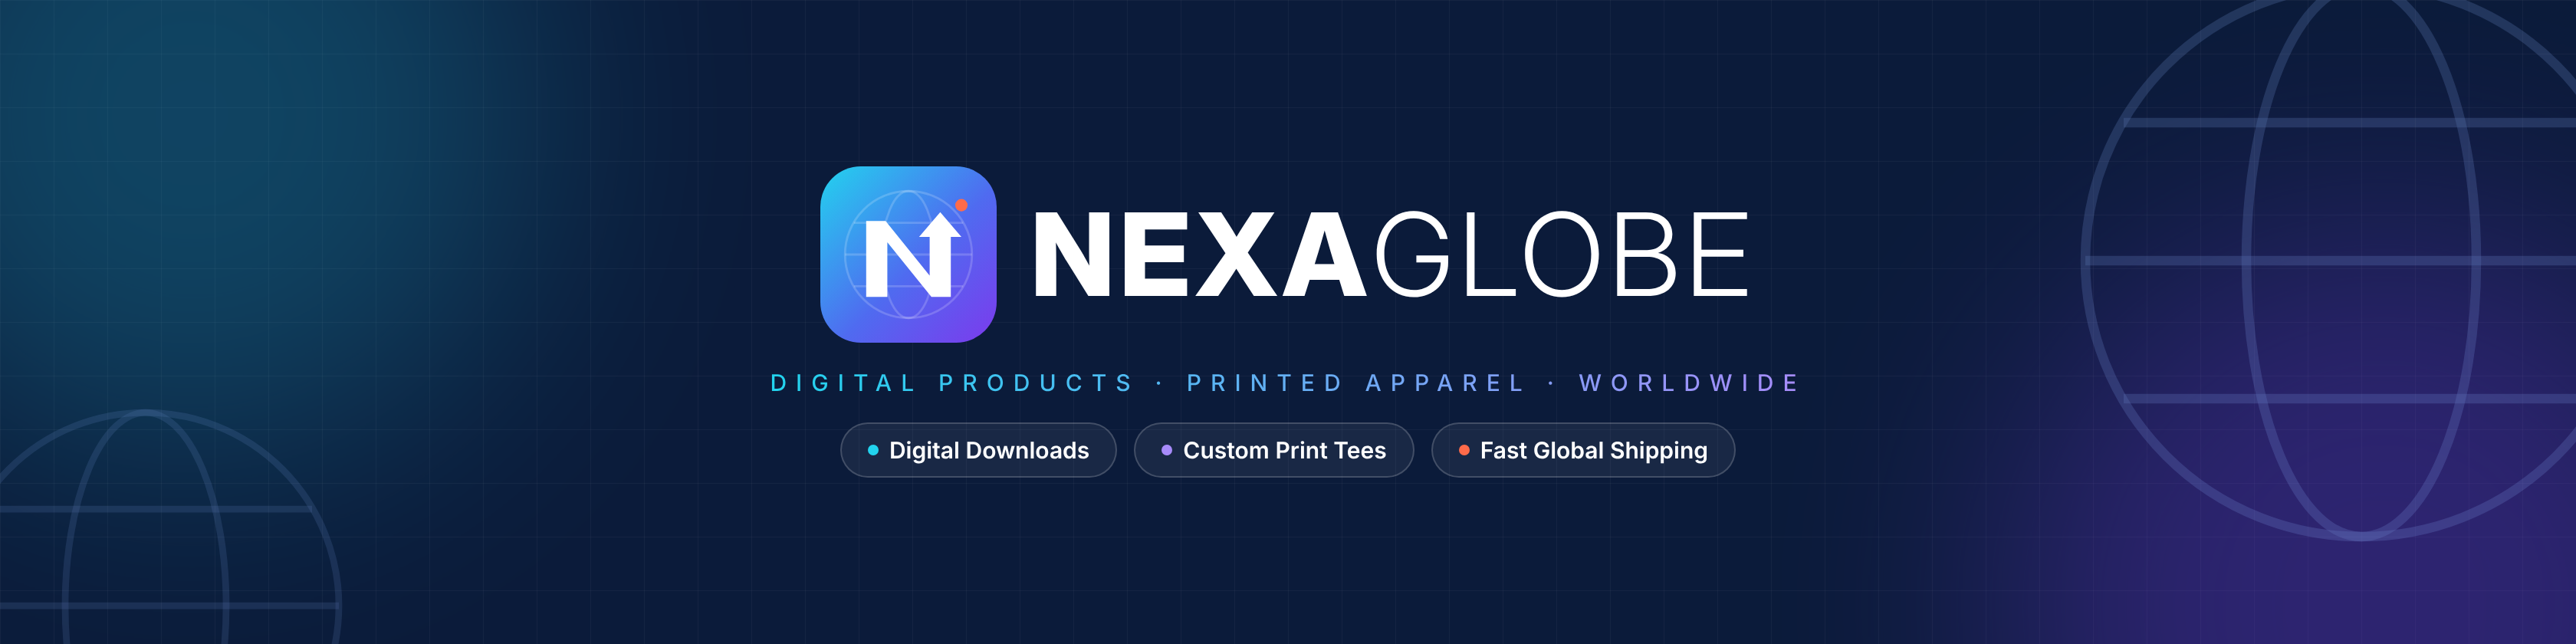 N NEXAGLOBE
DIGITAL PRODUCTS · PRINTED APPAREL · WORLDWIDE
Digital Downloads Custom Print Tees Fast Global Shipping